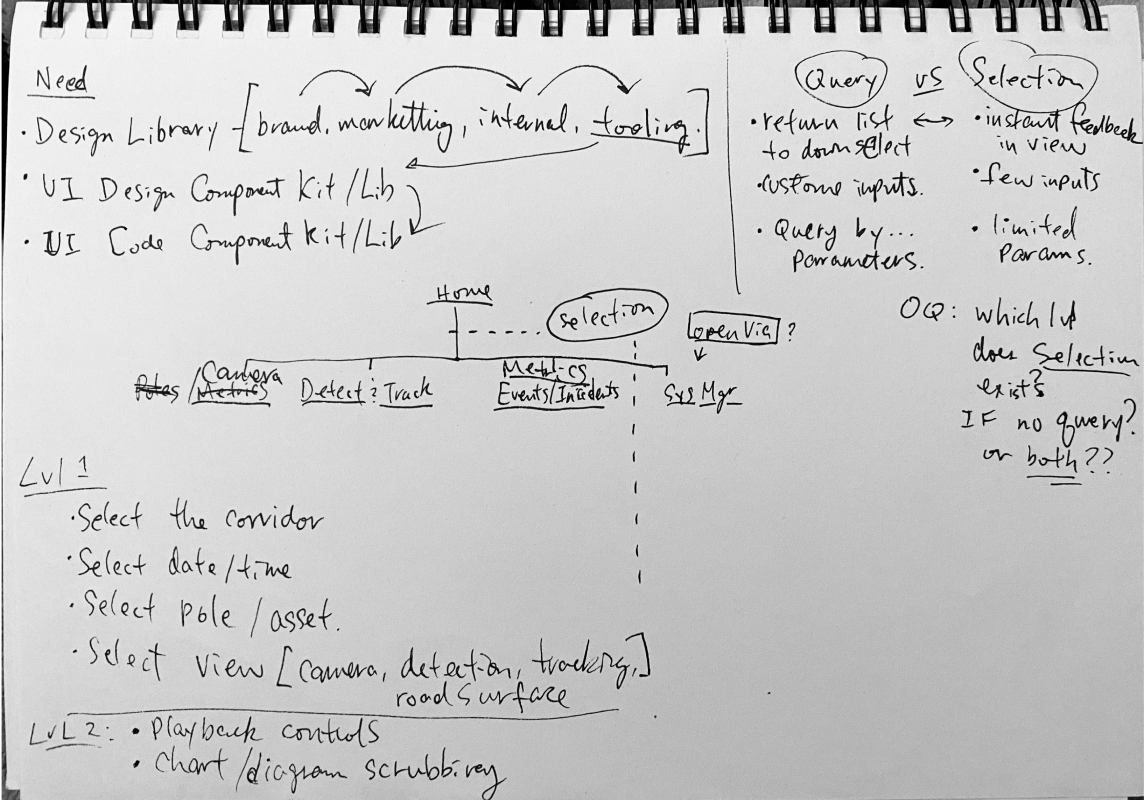 Need
· Design Library - [brand, marketting, internal, tooling.]
· UI Design Component Kit/Lib
· UI Code Component Kit/Lib
Query vs Selection
· return list to down select
· custome inputs.
· Query by... parameters.
· instant feedback in view
· few inputs
· limited params.
Home
selection
openVia ?
Poles / Metrics
Camera
Detect & Track
Metrics
Events/Incidents
Sys Mgr
OQ: which lvl
does Selection
exist?
IF no query?
or both??
Lvl 1
· Select the corridor
· Select date/time
· Select pole / asset.
· Select view [camera, detection, tracking,]
road surface
LvL 2: · Playback controls
· Chart/diagram scrubbing